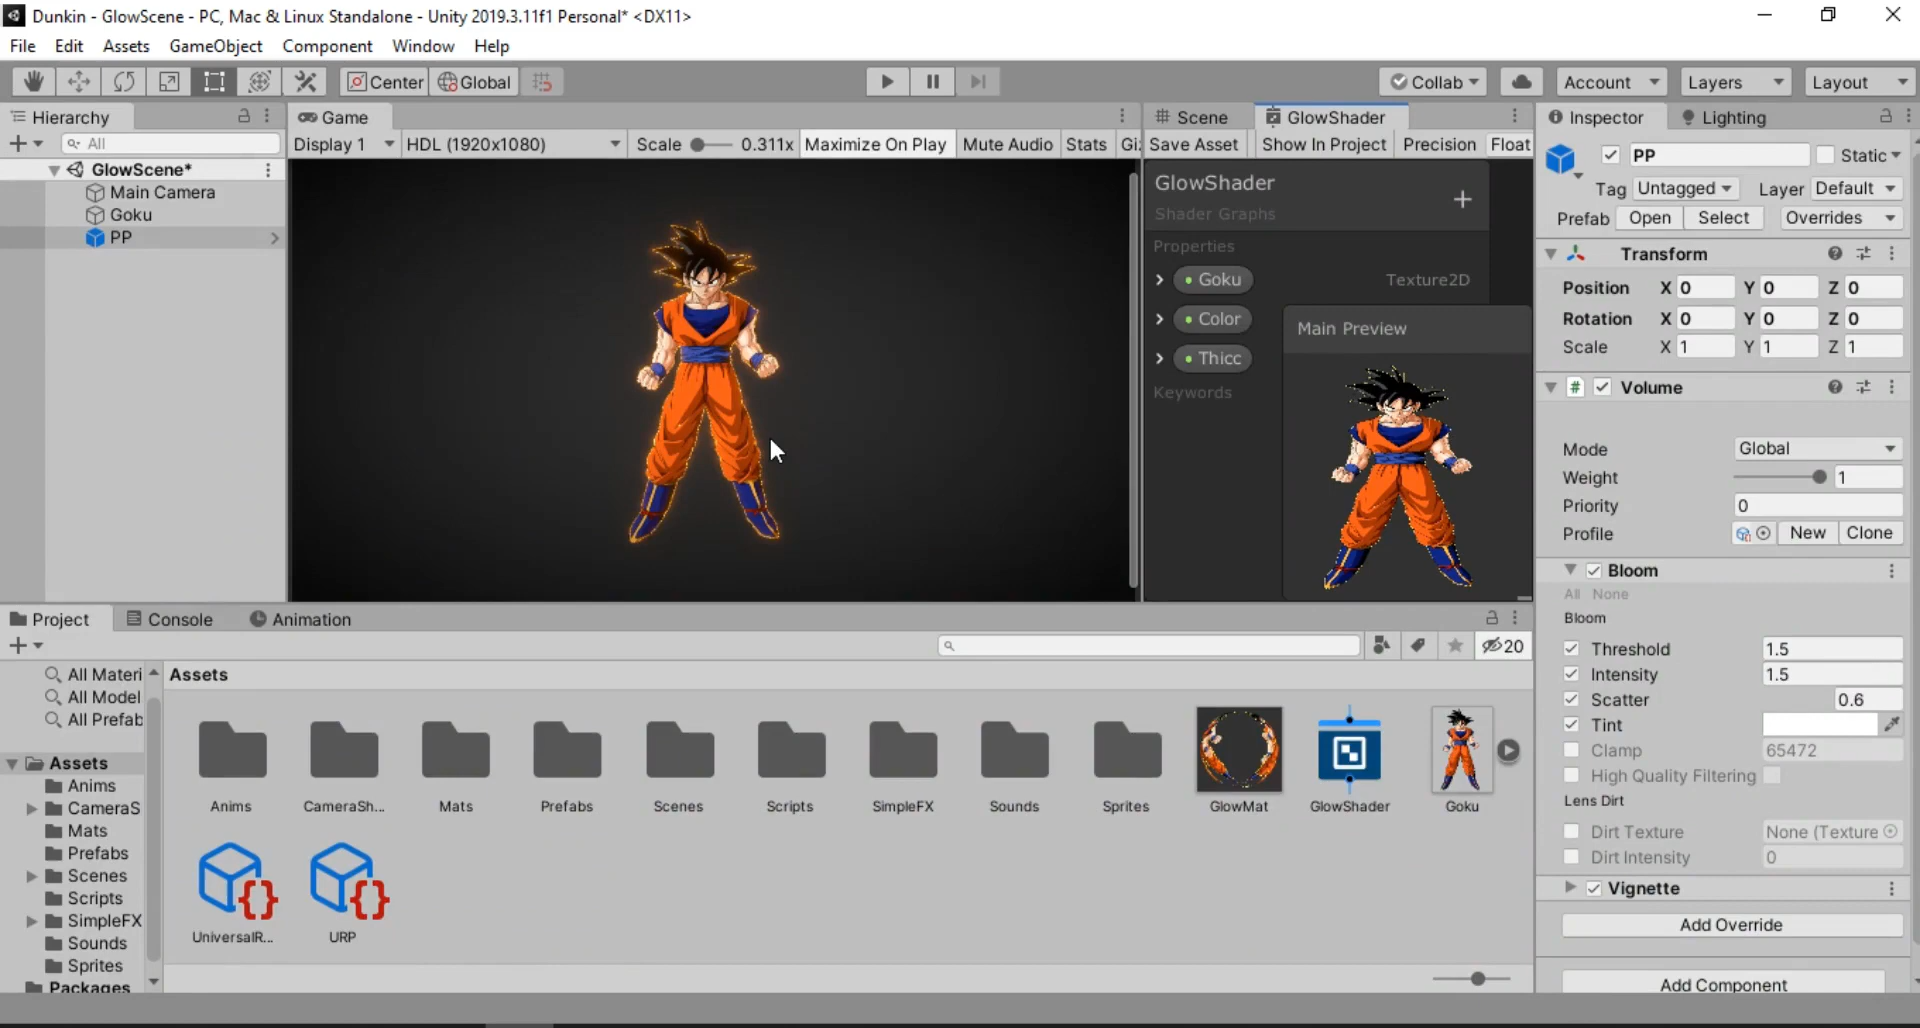 Dunkin - GlowScene - PC, Mac & Linux Standalone - Unity 2019.3.11f1 Personal* <DX11>
File Edit Assets GameObject Component Window Help
Center Global Collab Account Layers Layout
Hierarchy
All
GlowScene*
Main Camera
Goku
PP
Game
Display 1 HDL (1920x1080) Scale 0.311x Maximize On Play Mute Audio Stats Gi
Scene GlowShader
Save Asset Show In Project Precision Float
GlowShader
Shader Graphs
Properties
Goku Texture2D
Color
Thicc
Keywords
Main Preview
Inspector Lighting
PP Static
Tag Untagged Layer Default
Prefab Open Select Overrides
Transform
Position X 0 Y 0 Z 0
Rotation X 0 Y 0 Z 0
Scale X 1 Y 1 Z 1
# Volume
Mode Global
Weight 1
Priority 0
Profile New Clone
Bloom
All None
Bloom
Threshold 1.5
Intensity 1.5
Scatter 0.6
Tint
Clamp 65472
High Quality Filtering
Lens Dirt
Dirt Texture None (Texture
Dirt Intensity 0
Vignette
Add Override
Add Component
Project Console Animation
20
All Materi
All Model
All Prefab
Assets
Anims
CameraS
Mats
Prefabs
Scenes
Scripts
SimpleFX
Sounds
Sprites
Packages
Assets
Anims CameraSh... Mats Prefabs Scenes Scripts SimpleFX Sounds Sprites GlowMat GlowShader Goku
UniversalR... URP